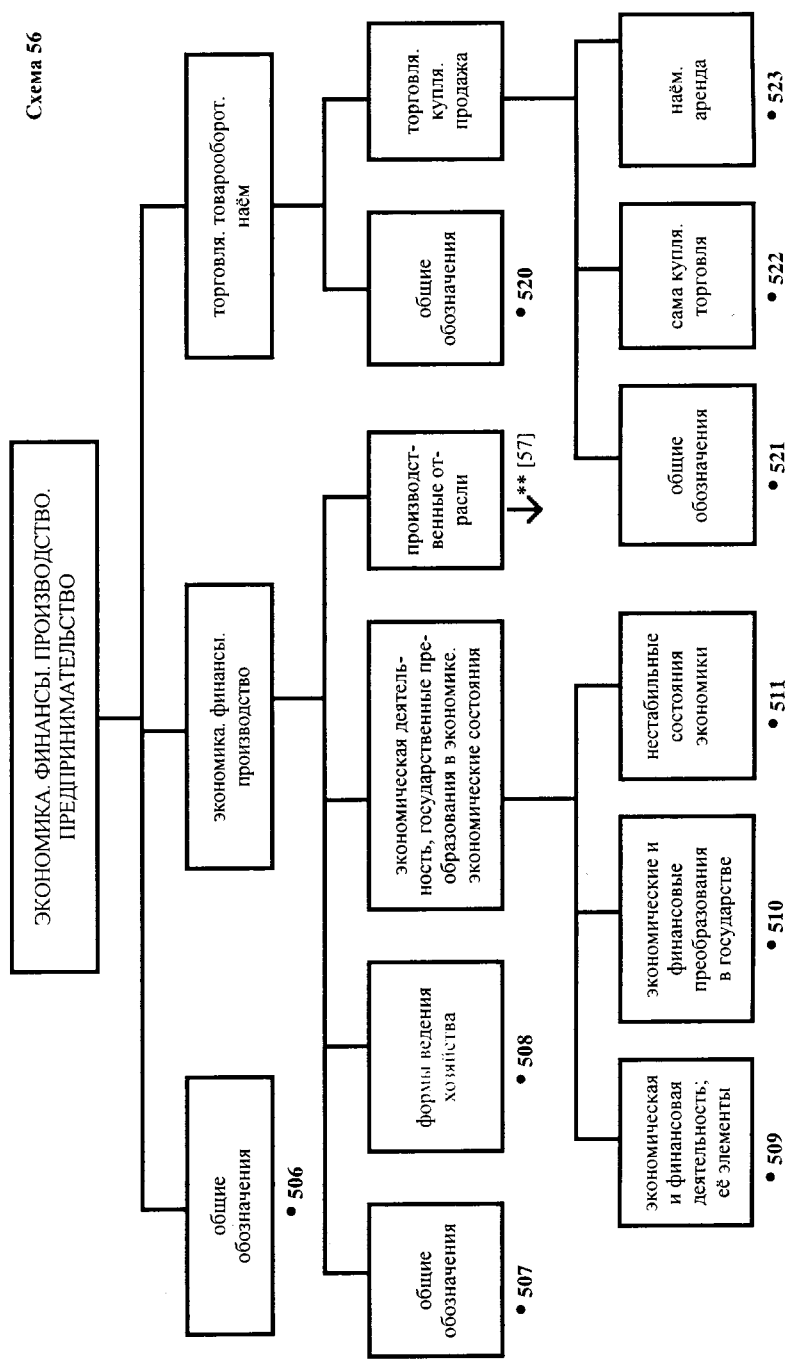 Схема 56
ЭКОНОМИКА. ФИНАНСЫ. ПРОИЗВОДСТВО.
ПРЕДПРИНИМАТЕЛЬСТВО
общие
обозначения
• 506
экономика. финансы.
производство
торговля. товарооборот.
наём
общие
обозначения
• 507
формы ведения
хозяйства
• 508
экономическая деятель-
ность, государственные пре-
образования в экономике.
экономические состояния
производст-
венные от-
расли
** [57]
общие
обозначения
• 520
торговля.
купля.
продажа
экономическая
и финансовая
деятельность;
её элементы
• 509
экономические и
финансовые
преобразования
в государстве
• 510
нестабильные
состояния
экономики
• 511
общие
обозначения
• 521
сама купля.
торговля
• 522
наём.
аренда
• 523